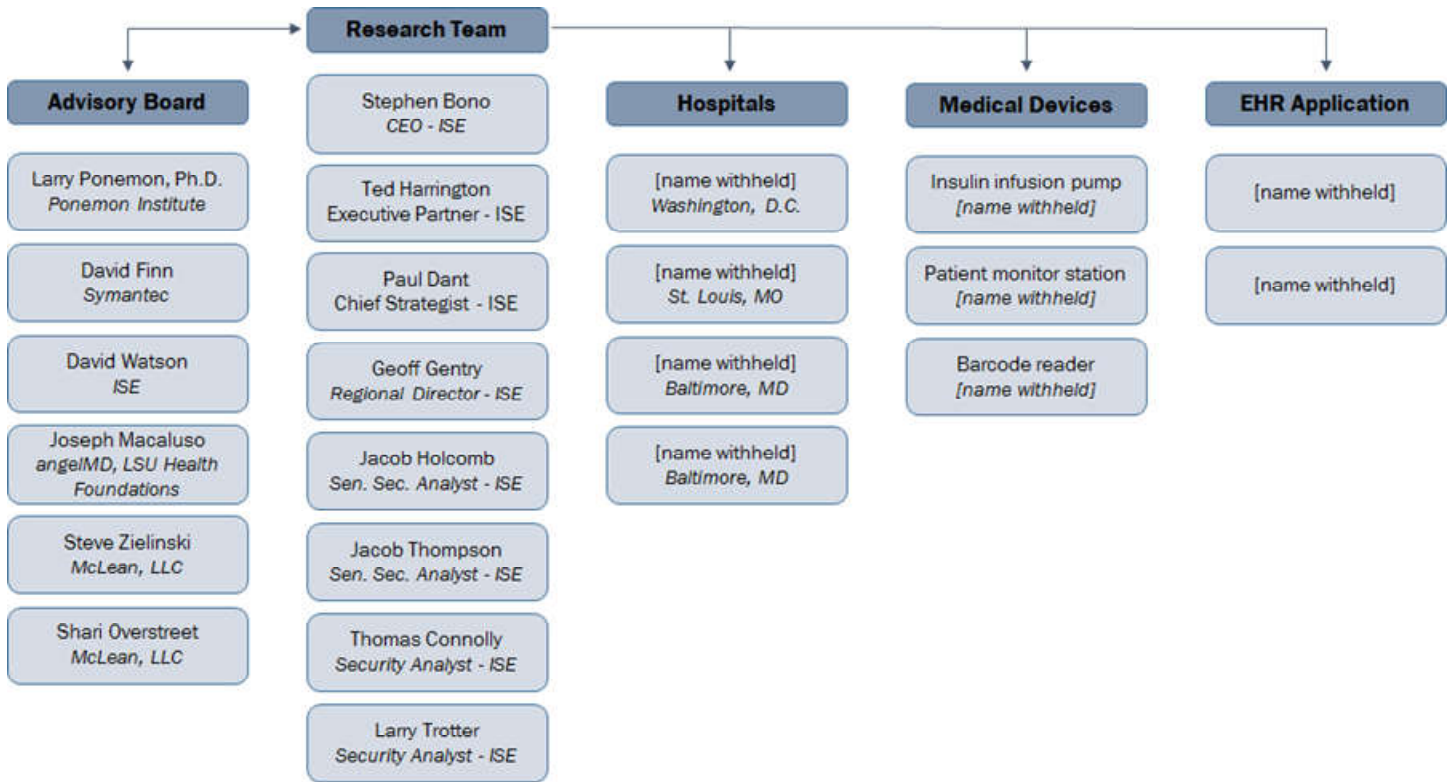 Research Team
Advisory Board
Larry Ponemon, Ph.D.
Ponemon Institute
David Finn
Symantec
David Watson
ISE
Joseph Macaluso
angelMD, LSU Health
Foundations
Steve Zielinski
McLean, LLC
Shari Overstreet
McLean, LLC
Stephen Bono
CEO - ISE
Ted Harrington
Executive Partner - ISE
Paul Dant
Chief Strategist - ISE
Geoff Gentry
Regional Director - ISE
Jacob Holcomb
Sen. Sec. Analyst - ISE
Jacob Thompson
Sen. Sec. Analyst - ISE
Thomas Connolly
Security Analyst - ISE
Larry Trotter
Security Analyst - ISE
Hospitals
[name withheld]
Washington, D.C.
[name withheld]
St. Louis, MO
[name withheld]
Baltimore, MD
[name withheld]
Baltimore, MD
Medical Devices
Insulin infusion pump
[name withheld]
Patient monitor station
[name withheld]
Barcode reader
[name withheld]
EHR Application
[name withheld]
[name withheld]